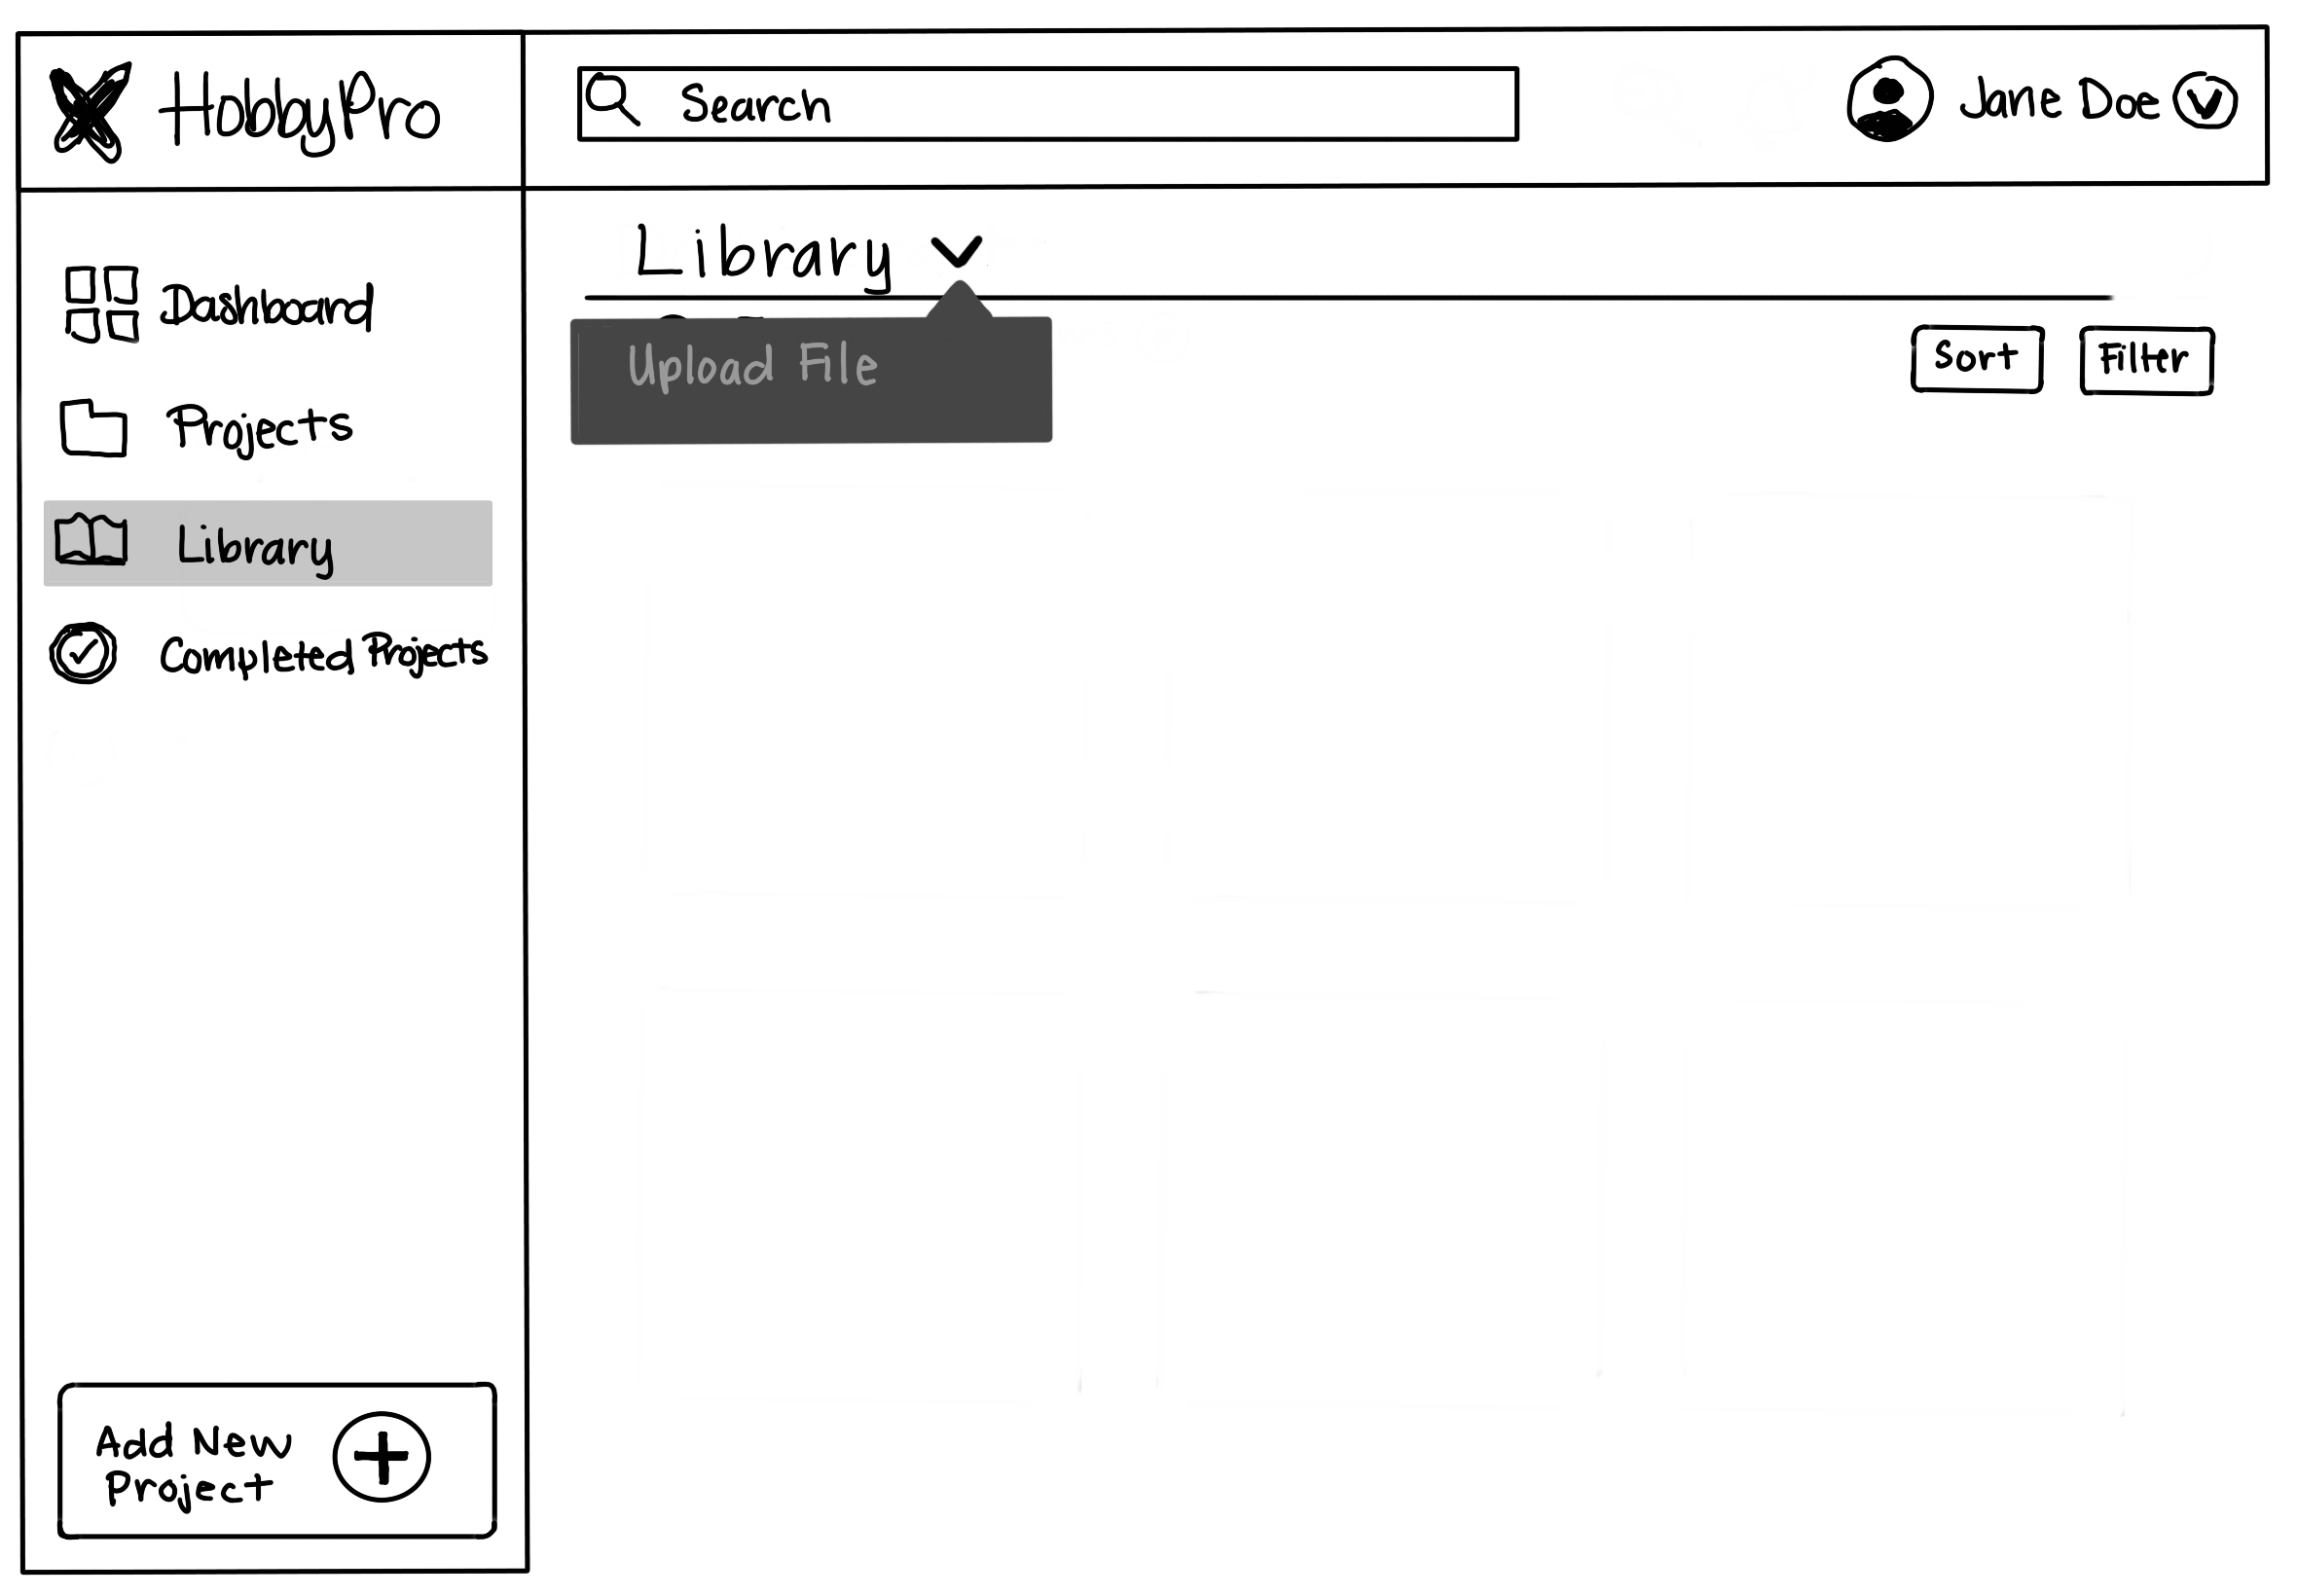 HobbyPro
Search
Jane Doe
Library
Upload File
Sort
Filter
Dashboard
Projects
Library
Completed Projects
Add New
Project